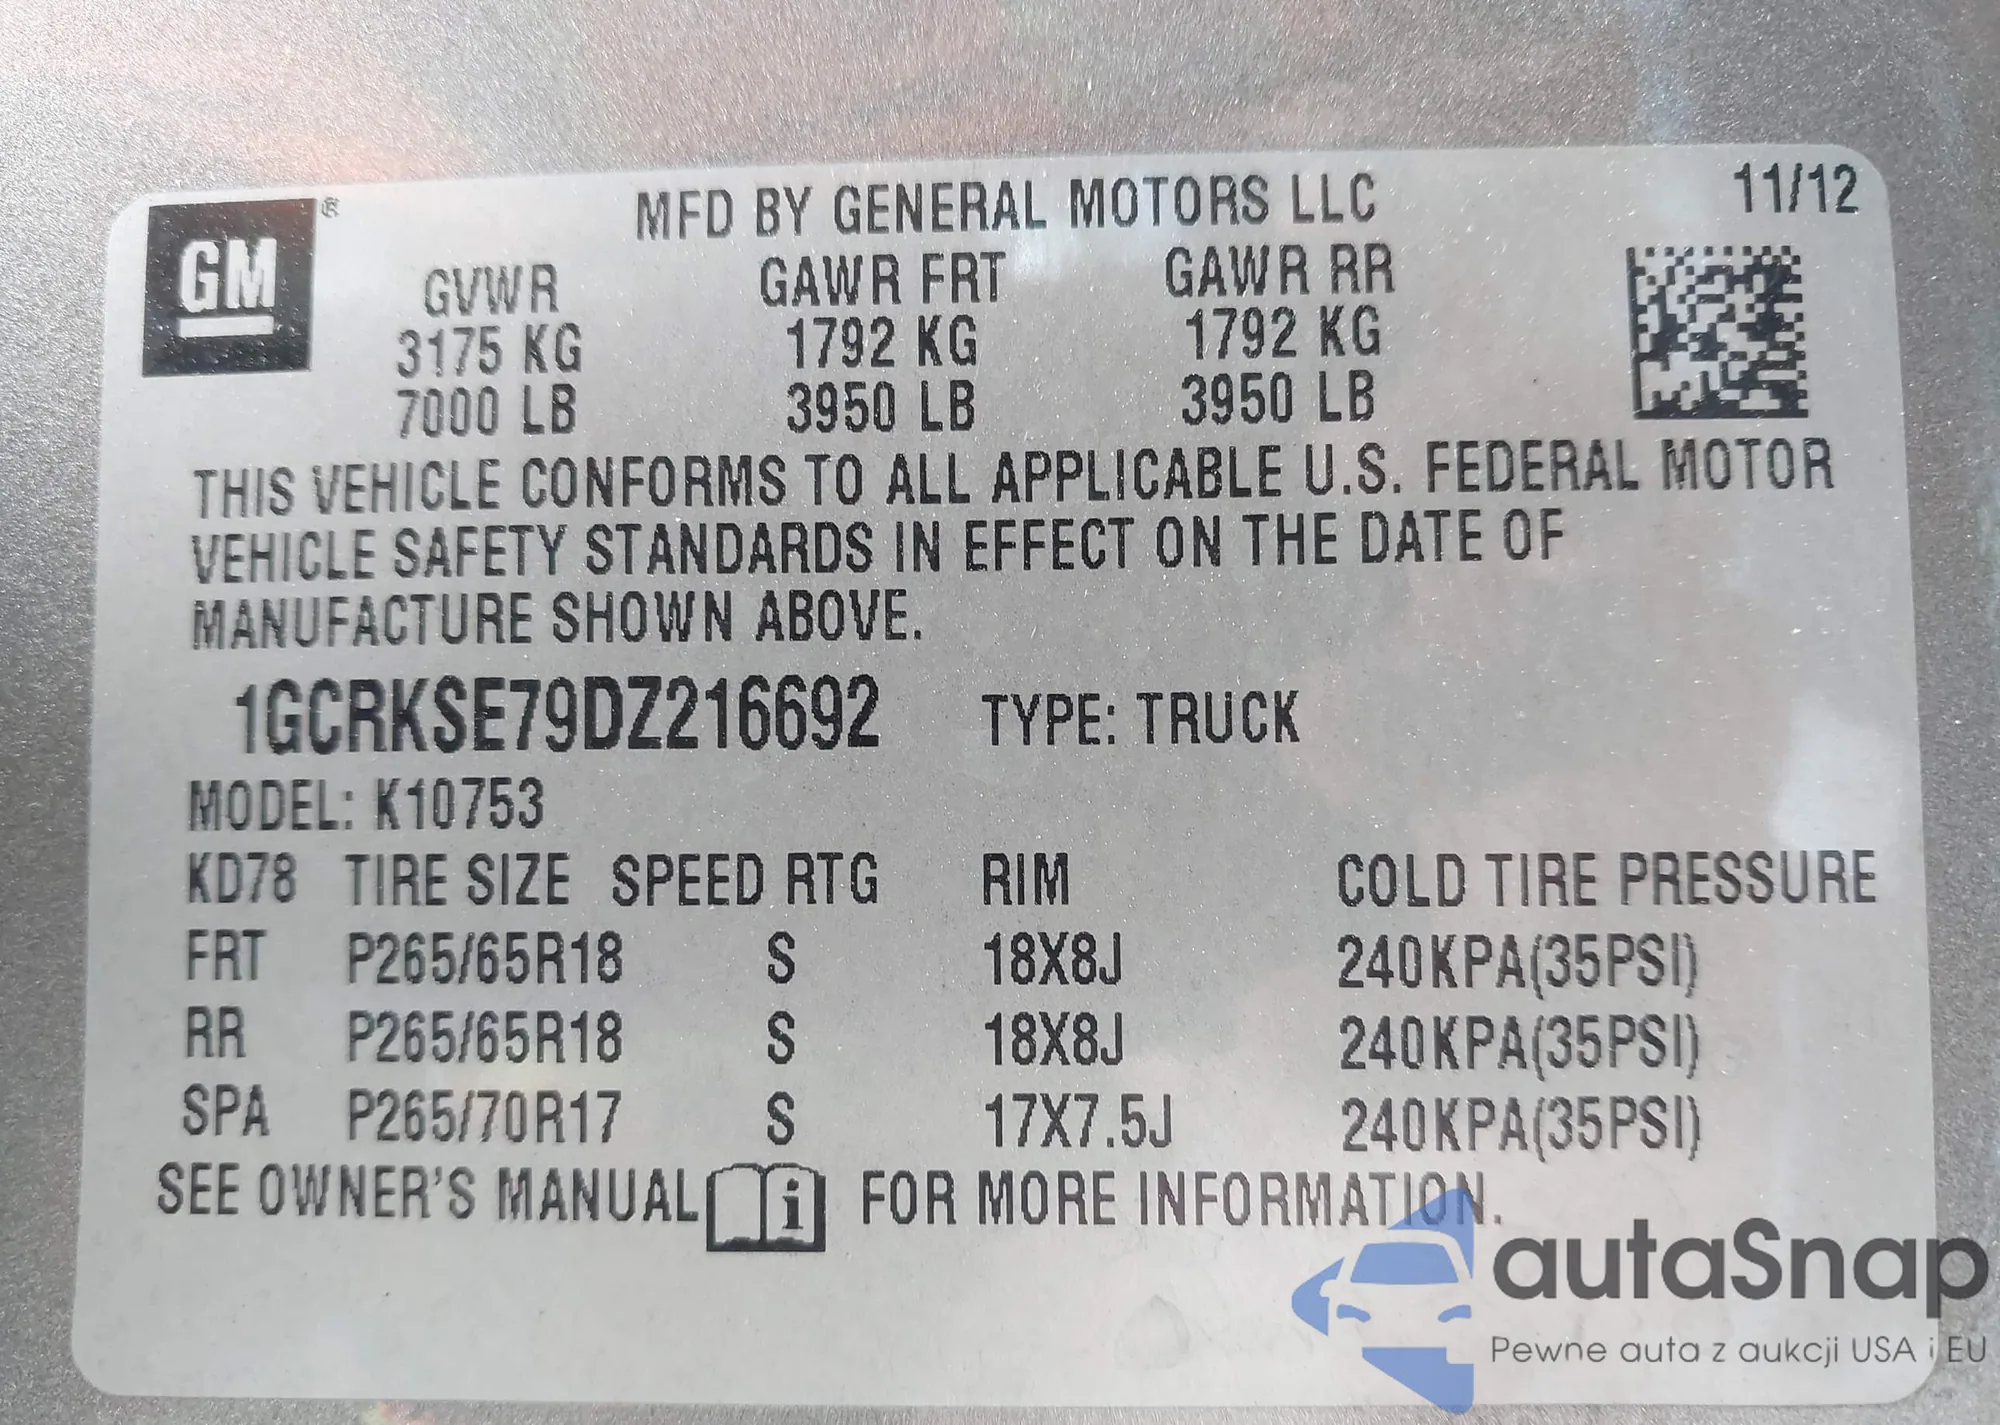 GM®
MFD BY GENERAL MOTORS LLC 11/12
GVWR GAWR FRT GAWR RR
3175 KG 1792 KG 1792 KG
7000 LB 3950 LB 3950 LB
THIS VEHICLE CONFORMS TO ALL APPLICABLE U.S. FEDERAL MOTOR
VEHICLE SAFETY STANDARDS IN EFFECT ON THE DATE OF
MANUFACTURE SHOWN ABOVE.
1GCRKSE79DZ216692 TYPE: TRUCK
MODEL: K10753
KD78 TIRE SIZE SPEED RTG RIM COLD TIRE PRESSURE
FRT P265/65R18 S 18X8J 240KPA(35PSI)
RR P265/65R18 S 18X8J 240KPA(35PSI)
SPA P265/70R17 S 17X7.5J 240KPA(35PSI)
SEE OWNER'S MANUAL i FOR MORE INFORMATION.
autaSnap
Pewne auta z aukcji USA i EU